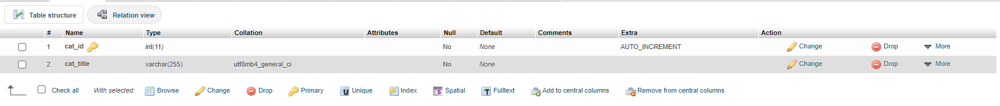 Table structure Relation view
# Name Type Collation Attributes Null Default Comments Extra Action
1 cat_id int(11) No None AUTO_INCREMENT Change Drop More
2 cat_title varchar(255) utf8mb4_general_ci No None Change Drop More
Check all With selected: Browse Change Drop Primary U Unique Index S Spatial T Fulltext Add to central columns Remove from central columns